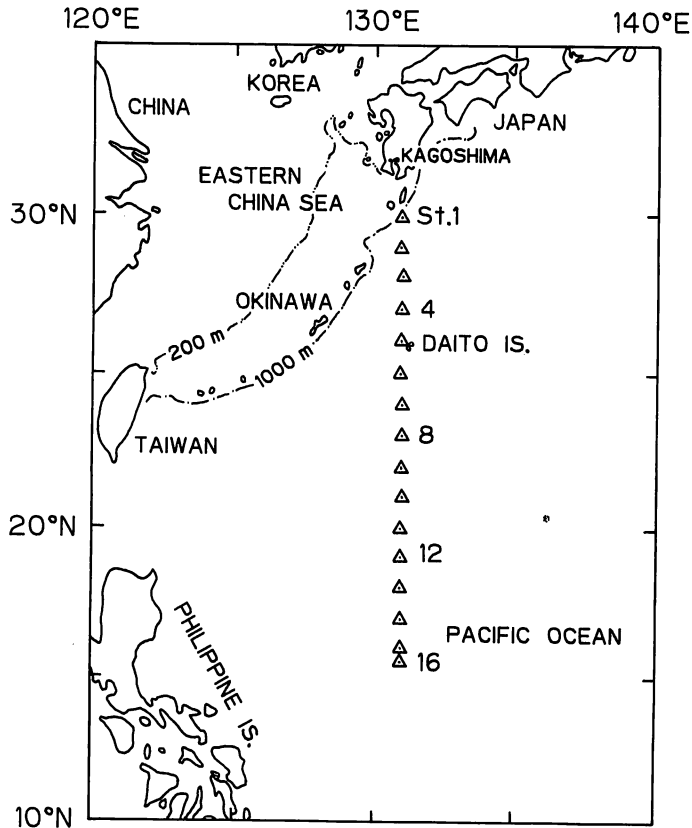 120°E
130°E
140°E
KOREA
CHINA
JAPAN
KAGOSHIMA
EASTERN
CHINA SEA
30°N
St.1
OKINAWA
4
200 m
DAITO IS.
1000 m
TAIWAN
8
20°N
12
PHILIPPINE IS.
PACIFIC OCEAN
16
10°N